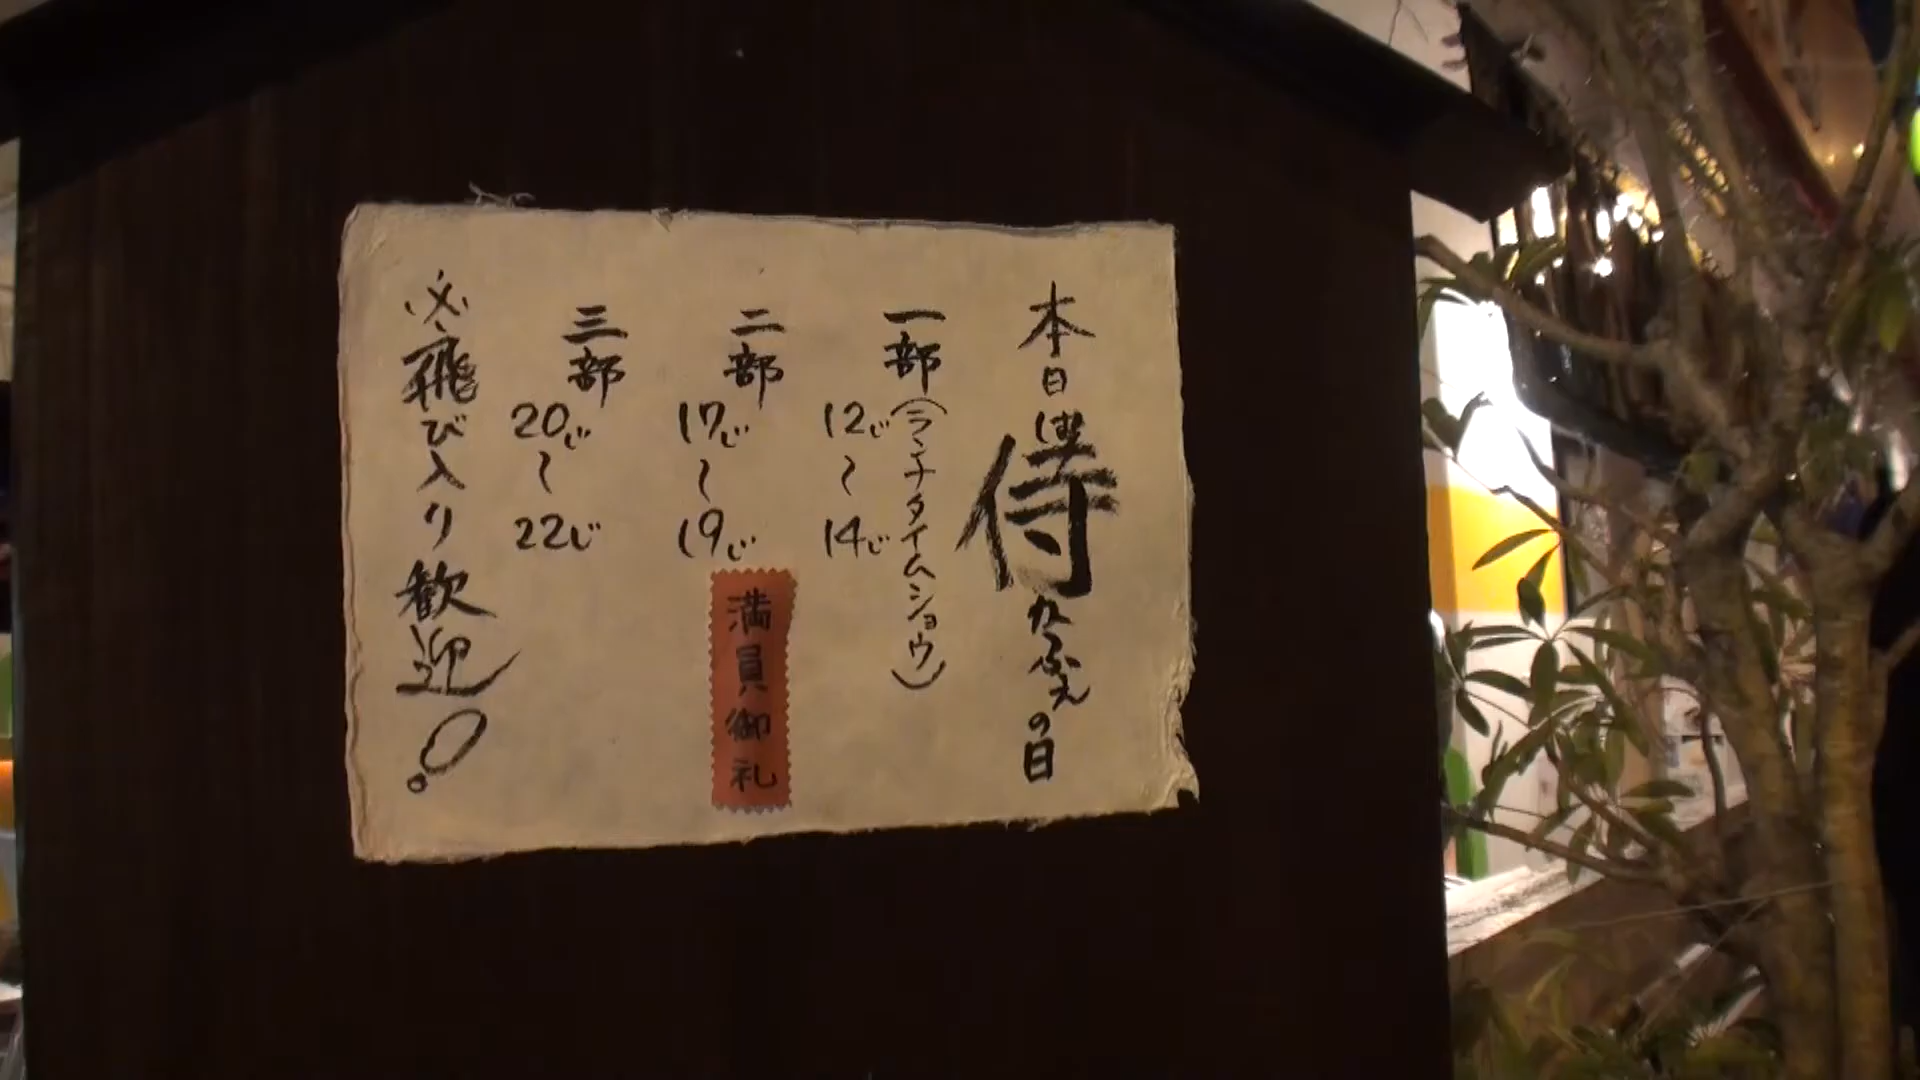 本日は侍かふぇの日
一部(ランチタイムショウ)
12じ〜14じ
二部
17じ〜19じ
満員御礼
三部
20じ〜22じ
※飛び入り歓迎!